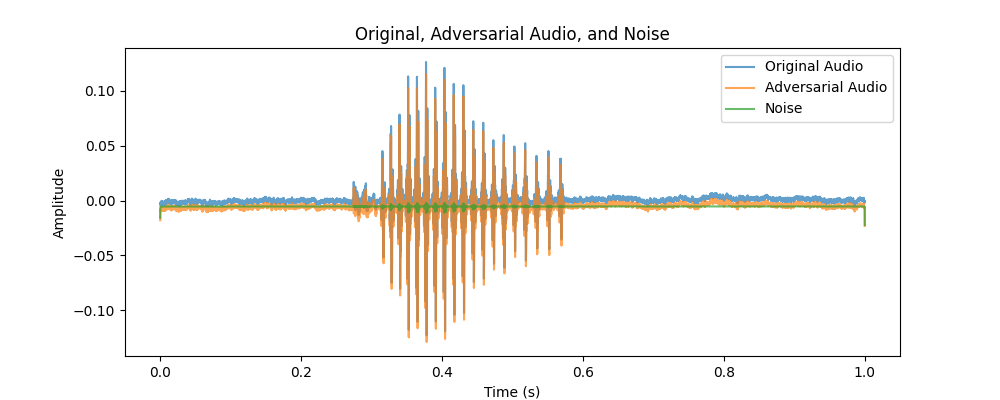 Original, Adversarial Audio, and Noise
Original Audio
Adversarial Audio
Noise
Amplitude
0.10
0.05
0.00
−0.05
−0.10
0.0
0.2
0.4
0.6
0.8
1.0
Time (s)